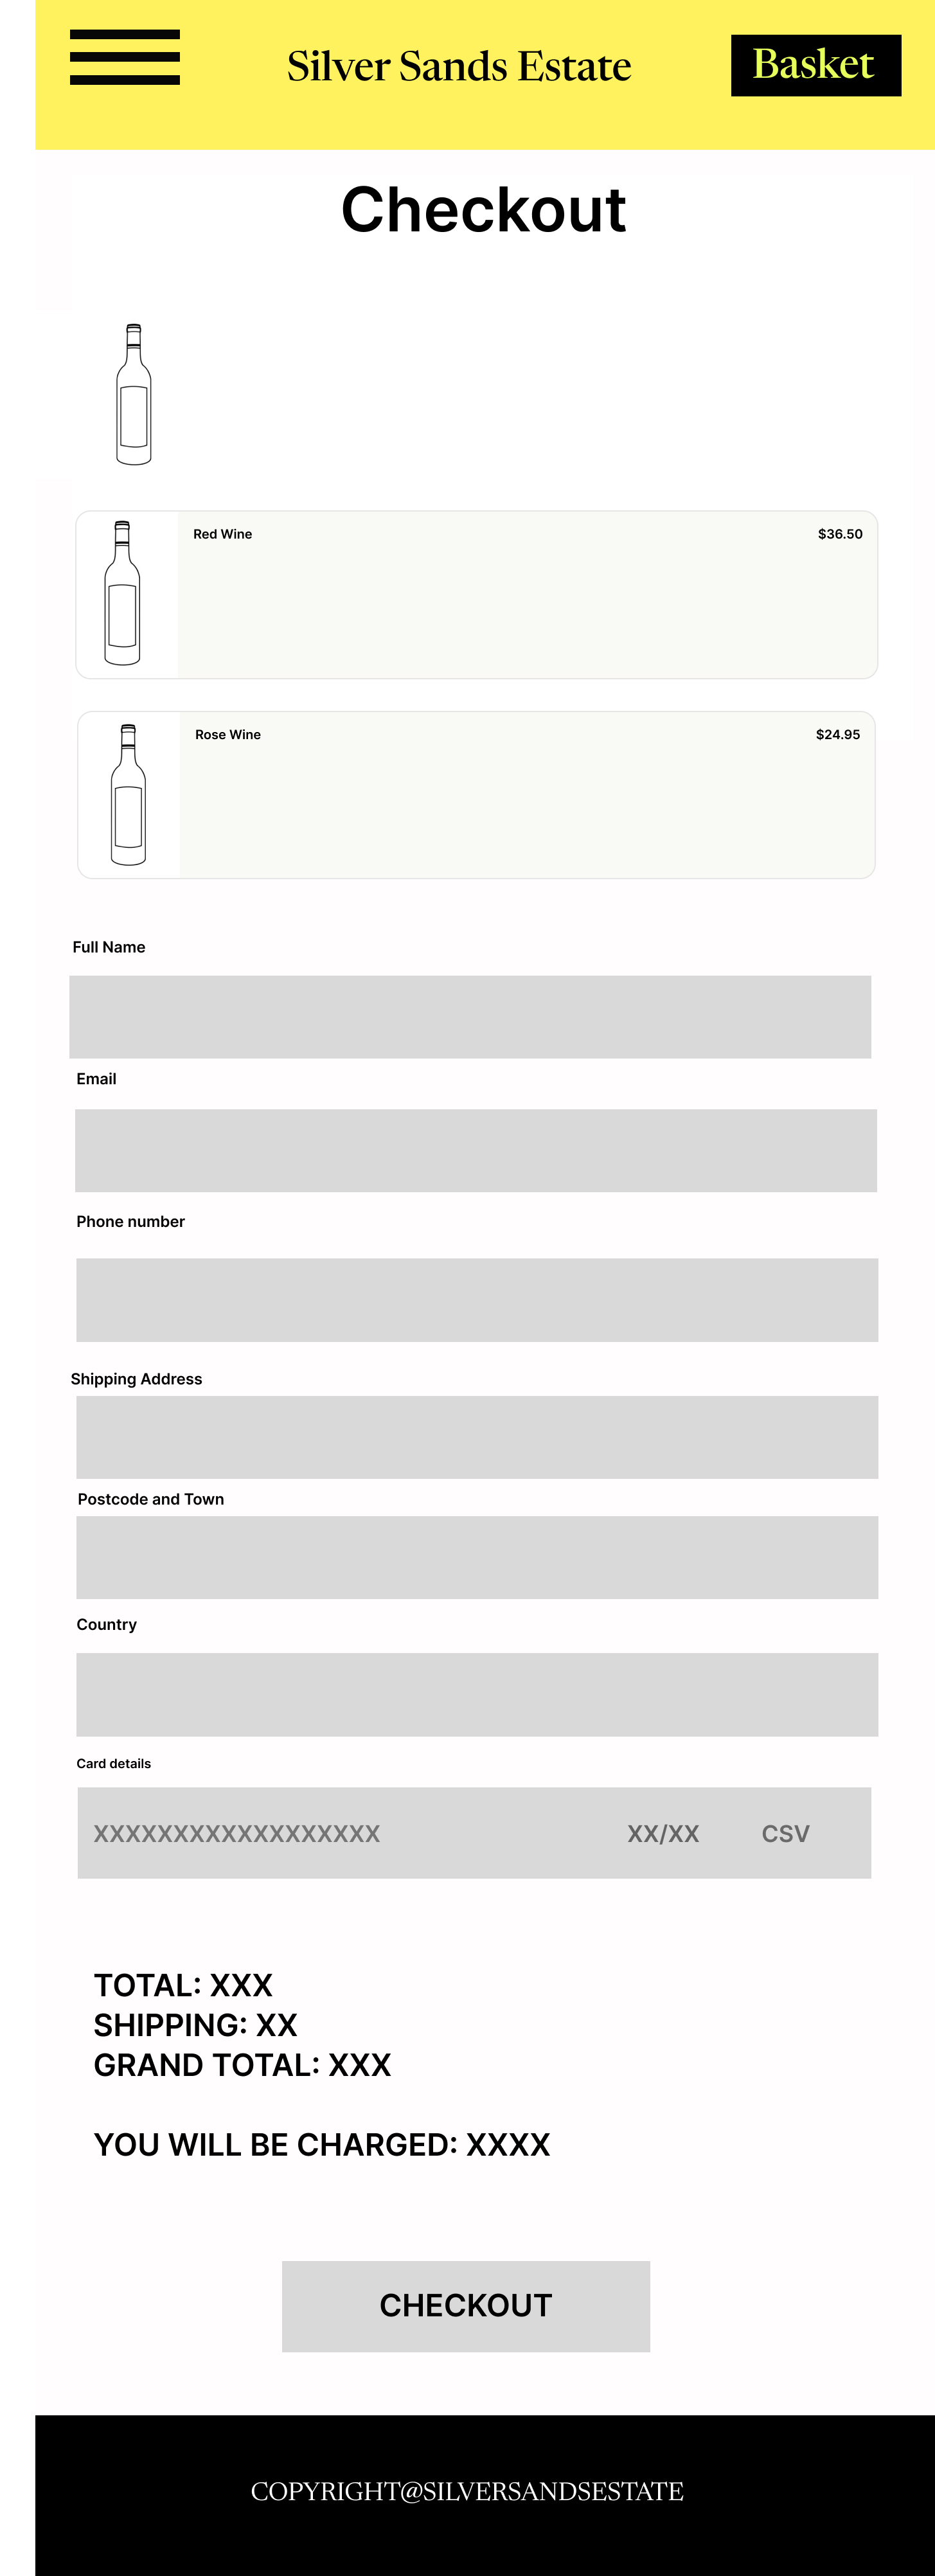 Silver Sands Estate
Basket
Checkout
Red Wine
$36.50
Rose Wine
$24.95
Full Name
Email
Phone number
Shipping Address
Postcode and Town
Country
Card details
XXXXXXXXXXXXXXXXXX
XX/XX
CSV
TOTAL: XXX
SHIPPING: XX
GRAND TOTAL: XXX
YOU WILL BE CHARGED: XXXX
CHECKOUT
COPYRIGHT@SILVERSANDSESTATE